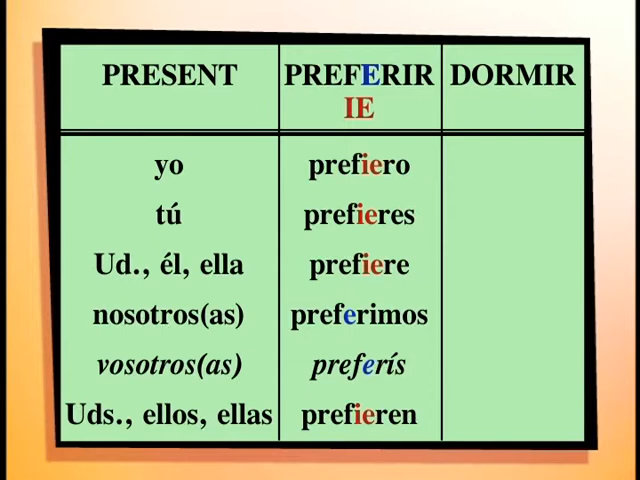 PRESENT PREFERIR DORMIR
IE
yo prefiero
tú prefieres
Ud., él, ella prefiere
nosotros(as) preferimos
vosotros(as) preferís
Uds., ellos, ellas prefieren